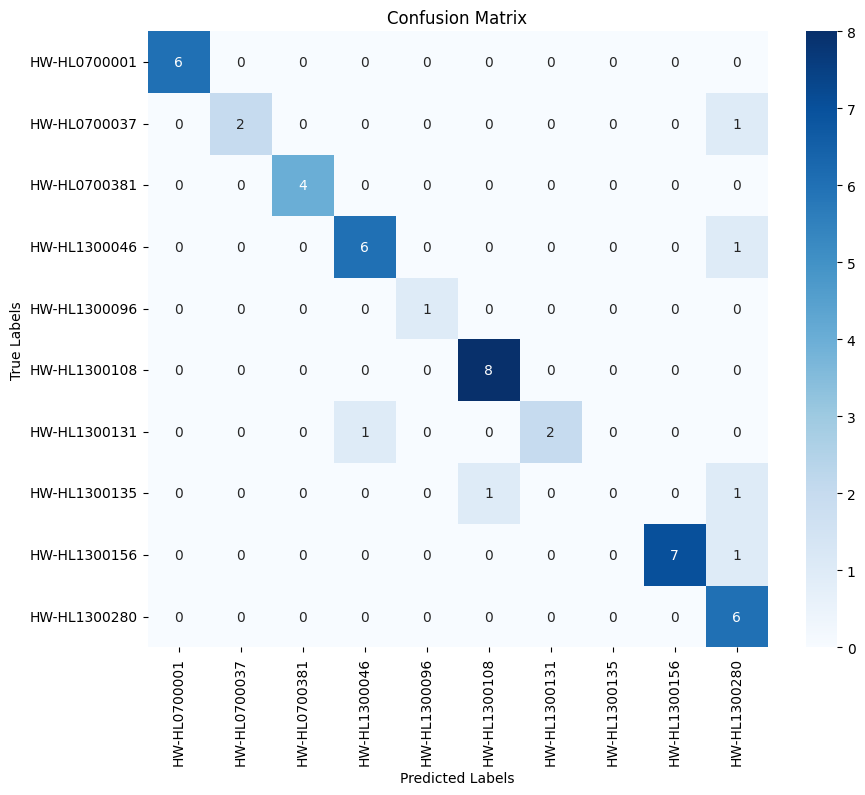 Confusion Matrix
HW-HL0700001 6 0 0 0 0 0 0 0 0 0
HW-HL0700037 0 2 0 0 0 0 0 0 0 1
HW-HL0700381 0 0 4 0 0 0 0 0 0 0
HW-HL1300046 0 0 0 6 0 0 0 0 0 1
HW-HL1300096 0 0 0 0 1 0 0 0 0 0
HW-HL1300108 0 0 0 0 0 8 0 0 0 0
HW-HL1300131 0 0 0 1 0 0 2 0 0 0
HW-HL1300135 0 0 0 0 0 1 0 0 0 1
HW-HL1300156 0 0 0 0 0 0 0 0 7 1
HW-HL1300280 0 0 0 0 0 0 0 0 0 6
True Labels
HW-HL0700001
HW-HL0700037
HW-HL0700381
HW-HL1300046
HW-HL1300096
HW-HL1300108
HW-HL1300131
HW-HL1300135
HW-HL1300156
HW-HL1300280
Predicted Labels
8
7
6
5
4
3
2
1
0